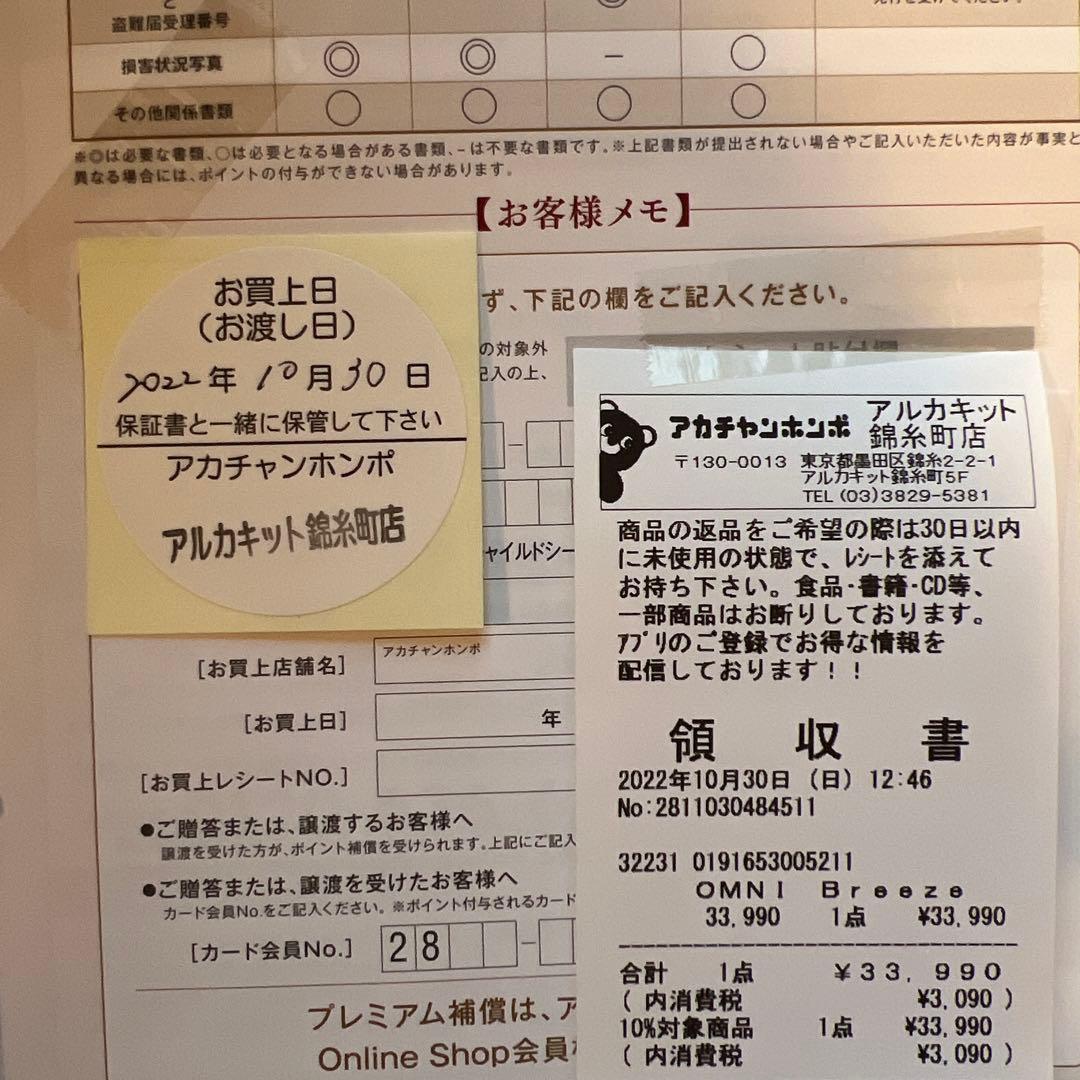 盗難届受理番号
損害状況写真 ◎ ◎ − ○
その他関係書類 ○ ○ ○ ○
※◎は必要な書類、○は必要となる場合がある書類、−は不要な書類です。※上記書類が提出されない場合やご記入いただいた内容が事実と
異なる場合には、ポイントの付与ができない場合があります。
【お客様メモ】
ず、下記の欄をご記入ください。
の対象外
記入の上、
お買上日
(お渡し日)
2022年 10月30日
保証書と一緒に保管して下さい
アカチャンホンポ
アルカキット錦糸町店
ャイルドシー
[お買上店舗名] アカチャンホンポ
[お買上日] 年
[お買上レシートNO.]
●ご贈答または、譲渡するお客様へ
譲渡を受けた方が、ポイント補償を受けられます。上記にご記入
●ご贈答または、譲渡を受けたお客様へ
カード会員No.をご記入ください。※ポイント付与されるカード
[カード会員No.] 28
プレミアム補償は、ア
Online Shop会員
アカチャンホンポ アルカキット
錦糸町店
〒130-0013 東京都墨田区錦糸2-2-1
アルカキット錦糸町5F
TEL (03)3829-5381
商品の返品をご希望の際は30日以内
に未使用の状態で、ﾚｼｰﾄを添えて
お持ち下さい。食品・書籍・CD等、
一部商品はお断りしております。
ｱﾌﾟﾘのご登録でお得な情報を
配信しております！！
領収書
2022年10月30日 (日) 12:46
No:2811030484511
32231 0191653005211
OMNI Breeze
33,990 1点 ¥33,990
合計 1点 ¥33,990
( 内消費税 ¥3,090 )
10%対象商品 1点 ¥33,990
( 内消費税 ¥3,090 )